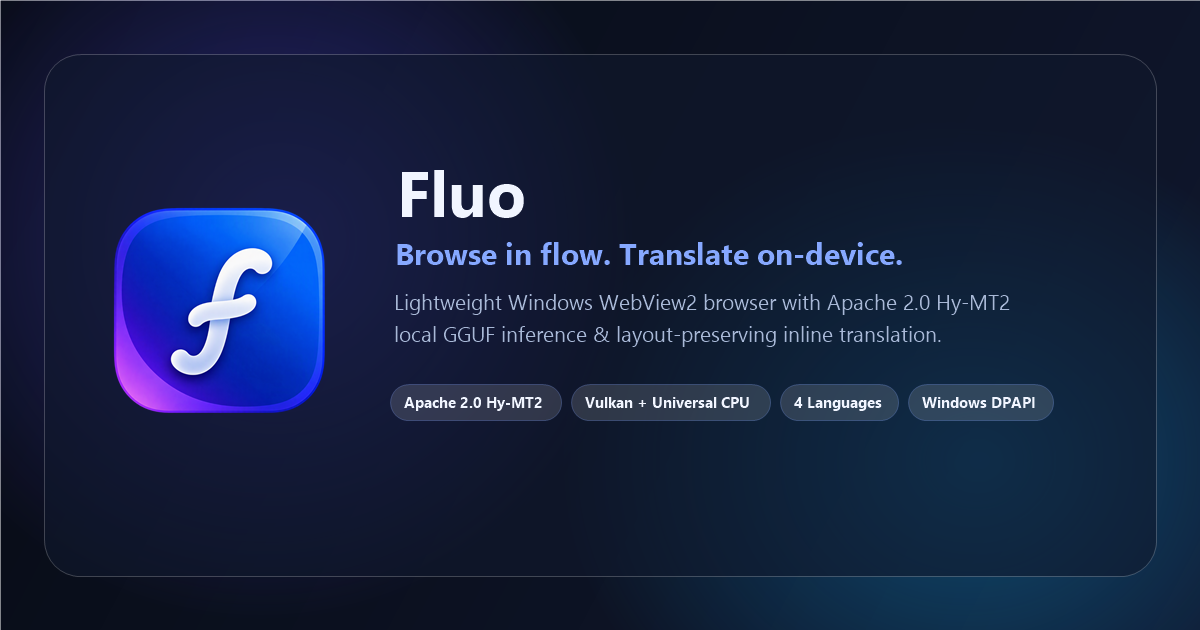 Fluo
Browse in flow. Translate on-device.
Lightweight Windows WebView2 browser with Apache 2.0 Hy-MT2
local GGUF inference & layout-preserving inline translation.
Apache 2.0 Hy-MT2
Vulkan + Universal CPU
4 Languages
Windows DPAPI